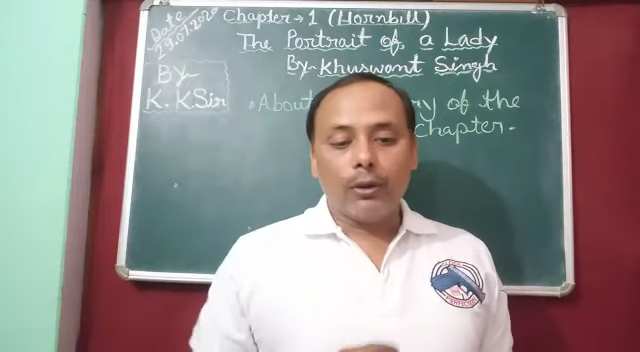 Date
29.07.2020
Chapter → 1 (Hornbill)
The Portrait of a Lady
By- Khuswant Singh
BY-
K. K Sir
• About
ry of the
Chapter-